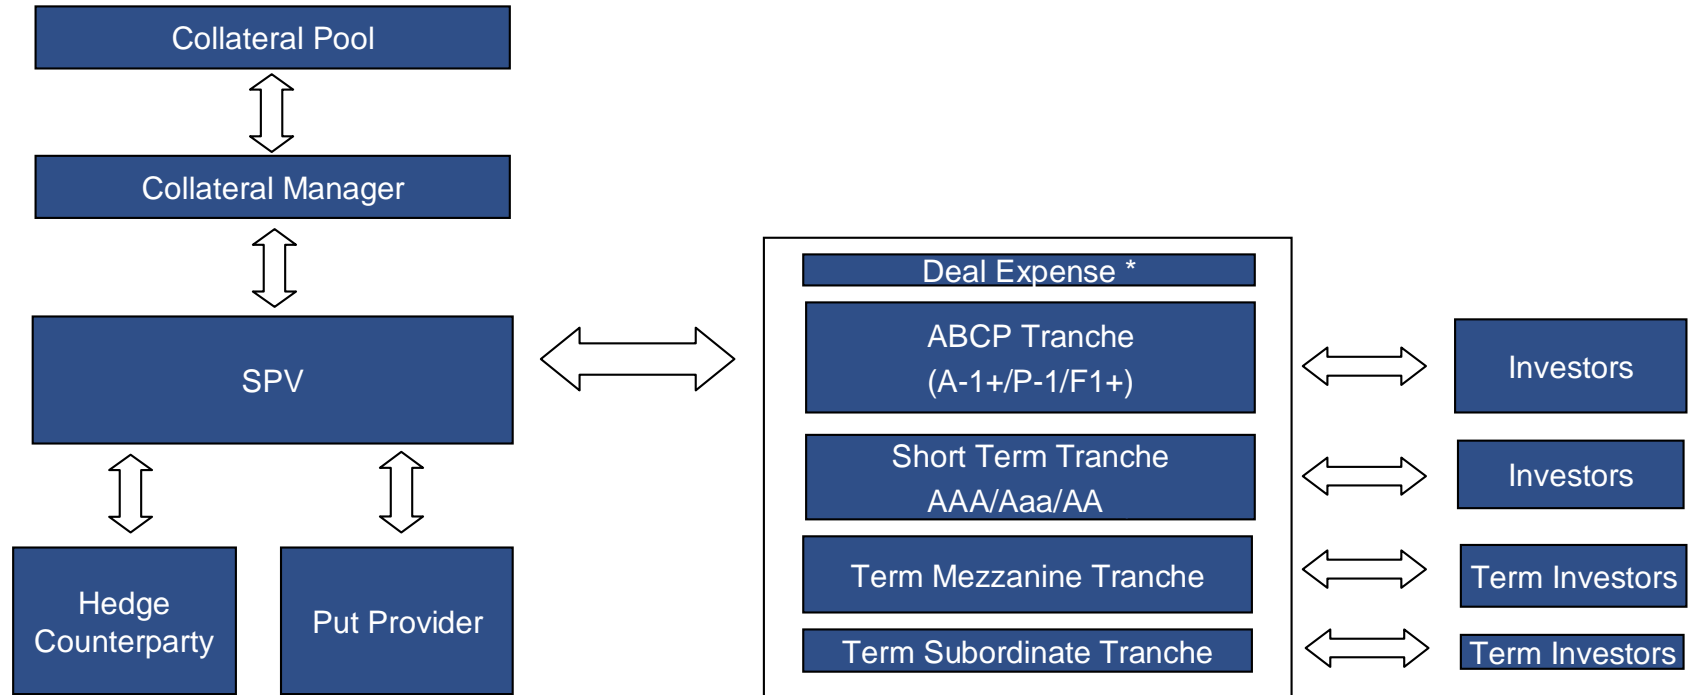 Collateral Pool
Collateral Manager
SPV
Hedge
Counterparty
Put Provider
Deal Expense *
ABCP Tranche
(A-1+/P-1/F1+)
Short Term Tranche
AAA/Aaa/AA
Term Mezzanine Tranche
Term Subordinate Tranche
Investors
Investors
Term Investors
Term Investors